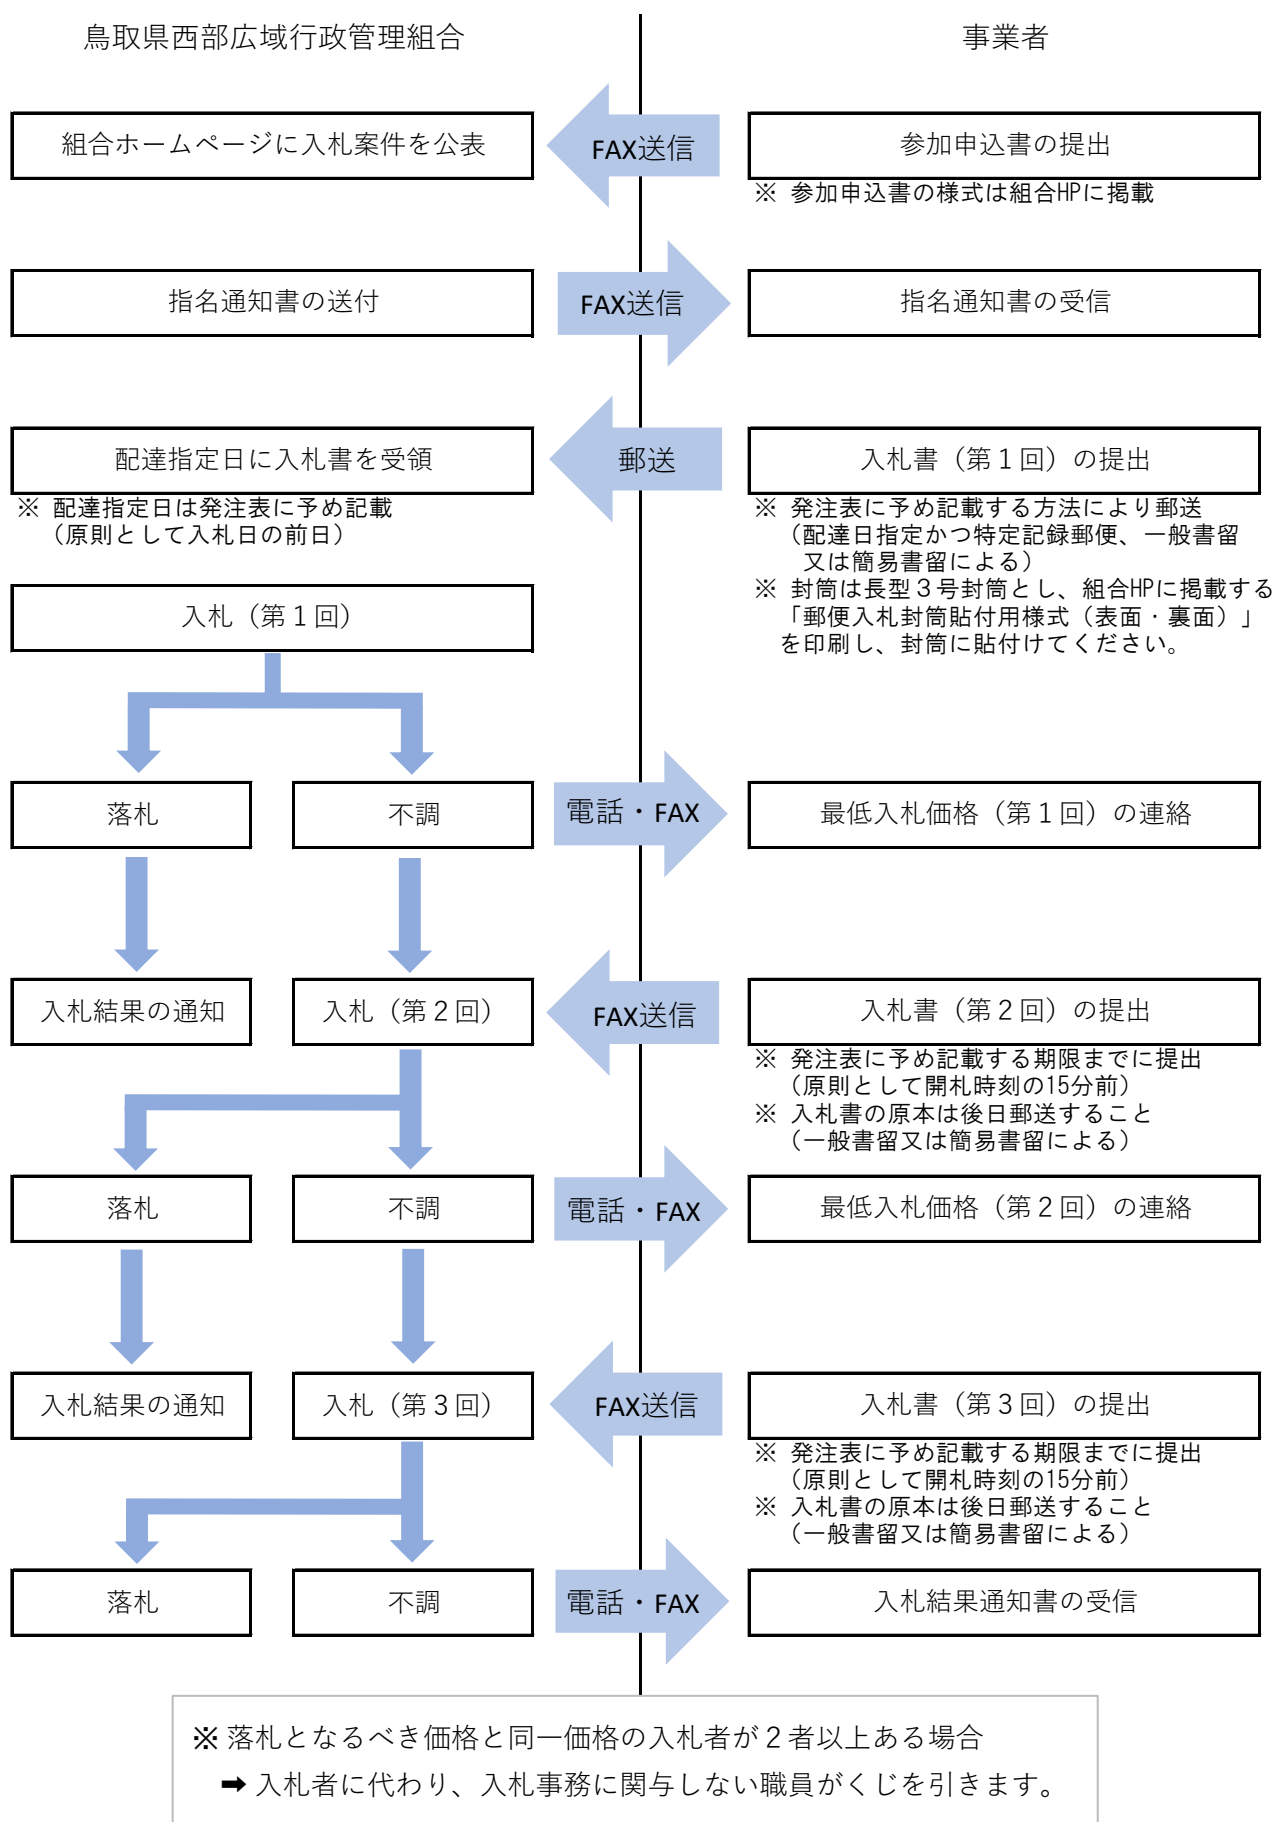 鳥取県西部広域行政管理組合
事業者
組合ホームページに入札案件を公表
FAX送信
参加申込書の提出
※ 参加申込書の様式は組合HPに掲載
指名通知書の送付
FAX送信
指名通知書の受信
配達指定日に入札書を受領
郵送
入札書（第１回）の提出
※ 配達指定日は発注表に予め記載
（原則として入札日の前日）
※ 発注表に予め記載する方法により郵送
（配達日指定かつ特定記録郵便、一般書留
又は簡易書留による）
※ 封筒は長型３号封筒とし、組合HPに掲載する
「郵便入札封筒貼付用様式（表面・裏面）」
を印刷し、封筒に貼付けてください。
入札（第１回）
落札
不調
電話・FAX
最低入札価格（第１回）の連絡
入札結果の通知
入札（第２回）
FAX送信
入札書（第２回）の提出
※ 発注表に予め記載する期限までに提出
（原則として開札時刻の15分前）
※ 入札書の原本は後日郵送すること
（一般書留又は簡易書留による）
落札
不調
電話・FAX
最低入札価格（第２回）の連絡
入札結果の通知
入札（第３回）
FAX送信
入札書（第３回）の提出
※ 発注表に予め記載する期限までに提出
（原則として開札時刻の15分前）
※ 入札書の原本は後日郵送すること
（一般書留又は簡易書留による）
落札
不調
電話・FAX
入札結果通知書の受信
※ 落札となるべき価格と同一価格の入札者が２者以上ある場合
➡ 入札者に代わり、入札事務に関与しない職員がくじを引きます。